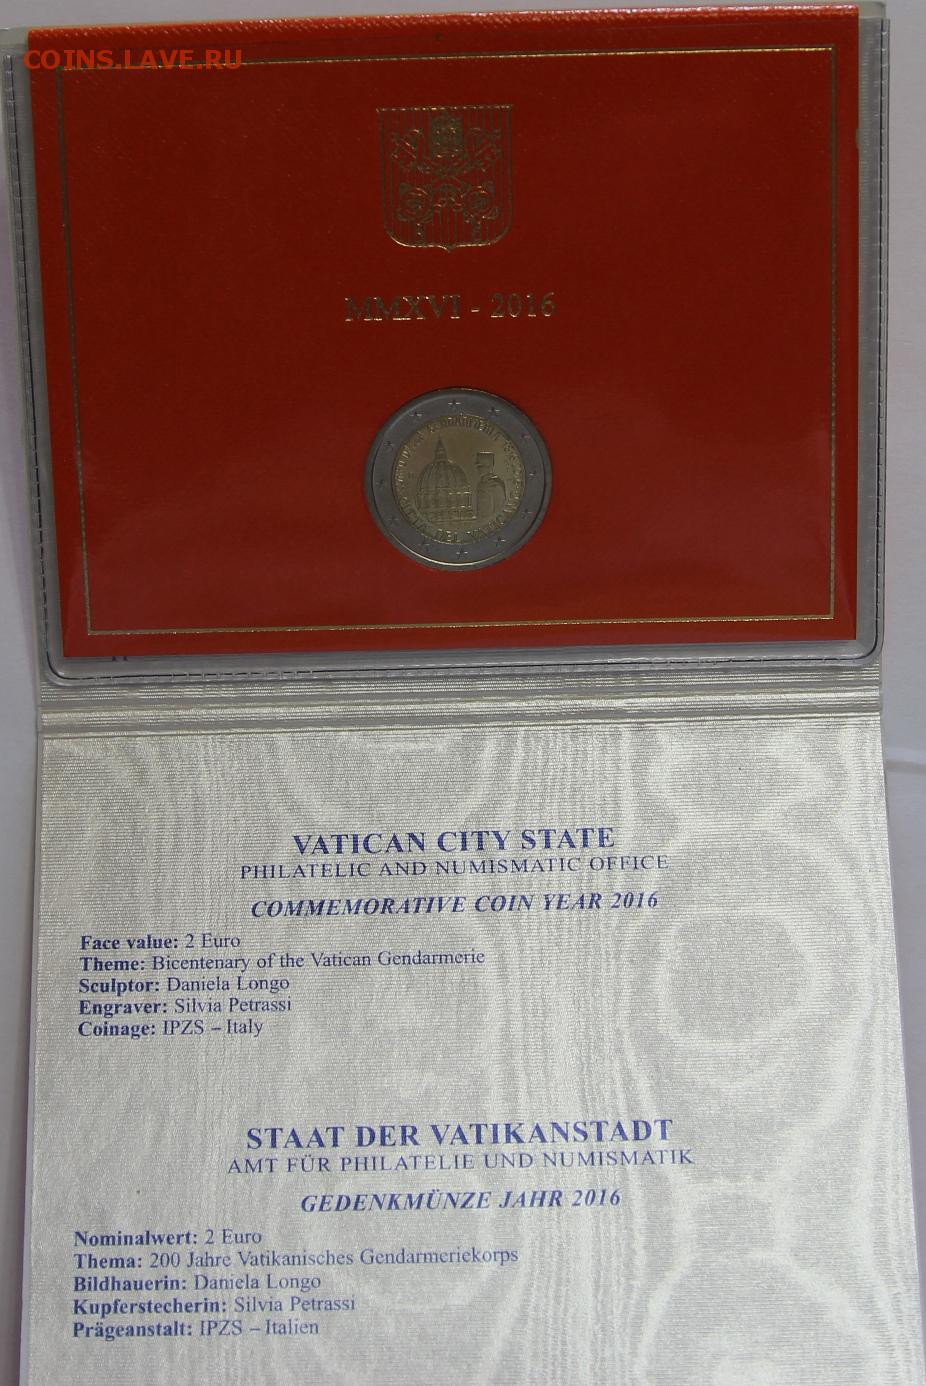 COINS.LAVE.RU
MMXVI - 2016
CITTÀ DEL VATICANO
VATICAN CITY STATE
PHILATELIC AND NUMISMATIC OFFICE
COMMEMORATIVE COIN YEAR 2016
Face value: 2 Euro
Theme: Bicentenary of the Vatican Gendarmerie
Sculptor: Daniela Longo
Engraver: Silvia Petrassi
Coinage: IPZS – Italy
STAAT DER VATIKANSTADT
AMT FÜR PHILATELIE UND NUMISMATIK
GEDENKMÜNZE JAHR 2016
Nominalwert: 2 Euro
Thema: 200 Jahre Vatikanisches Gendarmeriekorps
Bildhauerin: Daniela Longo
Kupferstecherin: Silvia Petrassi
Prägeanstalt: IPZS – Italien